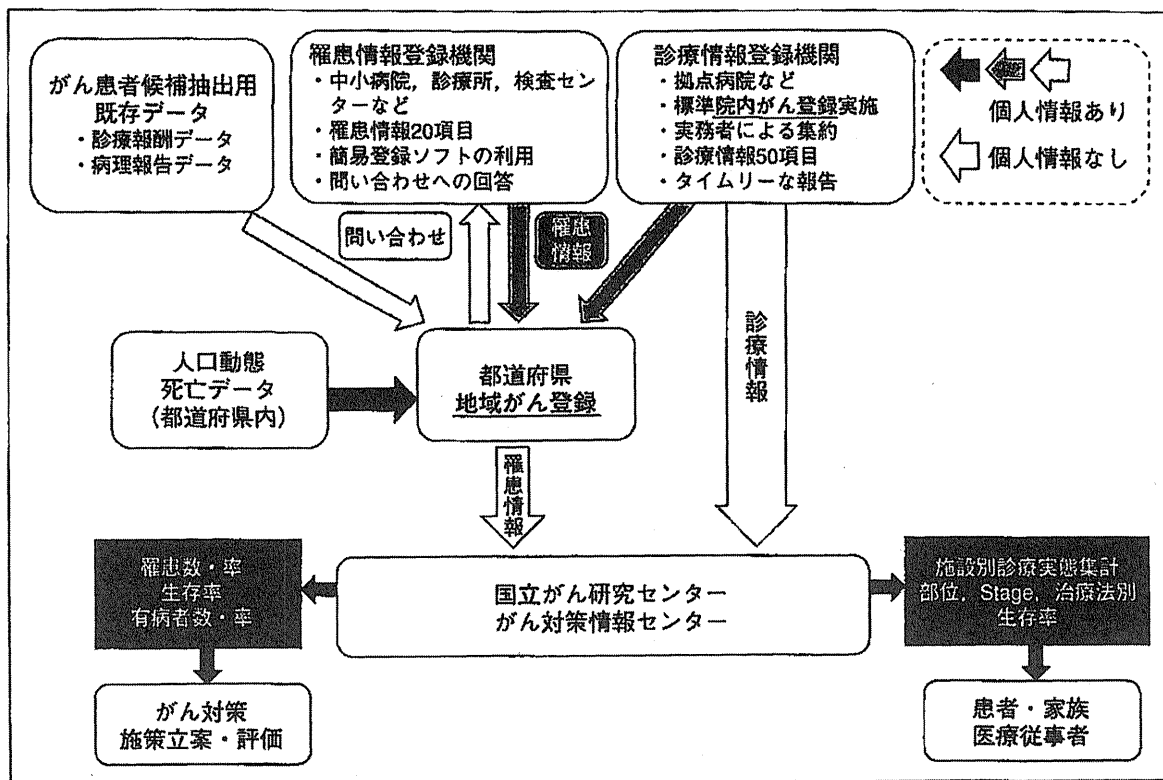 がん患者候補抽出用
既存データ
・診療報酬データ
・病理報告データ
罹患情報登録機関
・中小病院，診療所，検査セン
ターなど
・罹患情報20項目
・簡易登録ソフトの利用
・問い合わせへの回答
診療情報登録機関
・拠点病院など
・標準院内がん登録実施
・実務者による集約
・診療情報50項目
・タイムリーな報告
個人情報あり
個人情報なし
問い合わせ
罹患
情報
人口動態
死亡データ
（都道府県内）
都道府県
地域がん登録
診療情報
罹患情報
罹患数・率
生存率
有病者数・率
国立がん研究センター
がん対策情報センター
施設別診療実態集計
部位，Stage，治療法別
生存率
がん対策
施策立案・評価
患者・家族
医療従事者